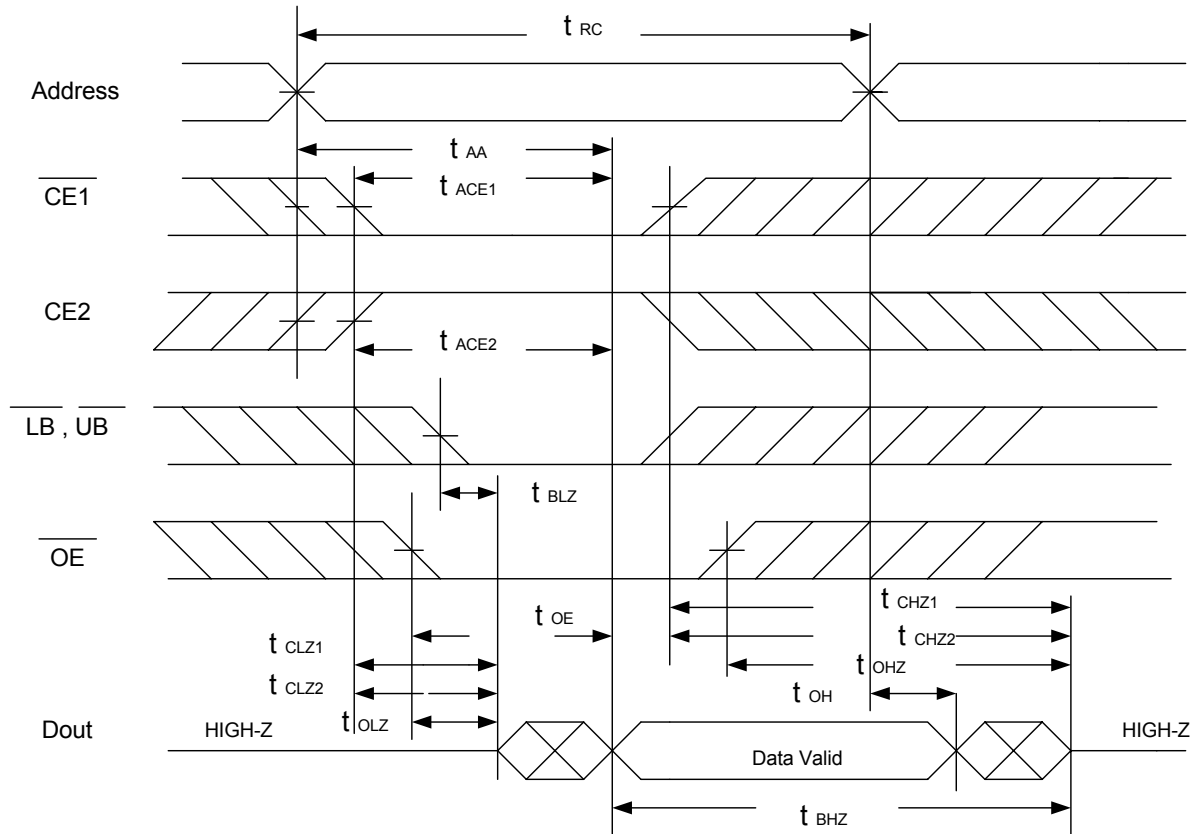 t RC
Address
t AA
CE1
t ACE1
CE2
t ACE2
LB , UB
t BLZ
OE
t CHZ1
t OE
t CHZ2
t CLZ1
t OHZ
t CLZ2
t OH
t OLZ
Dout
HIGH-Z
HIGH-Z
Data Valid
t BHZ